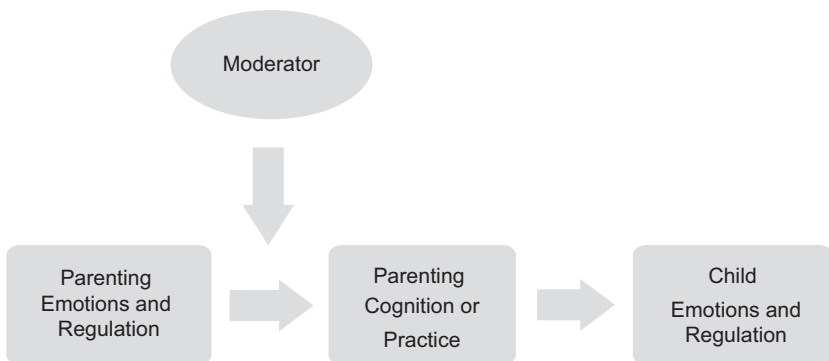 Moderator
Parenting
Emotions and
Regulation
Parenting
Cognition or
Practice
Child
Emotions and
Regulation